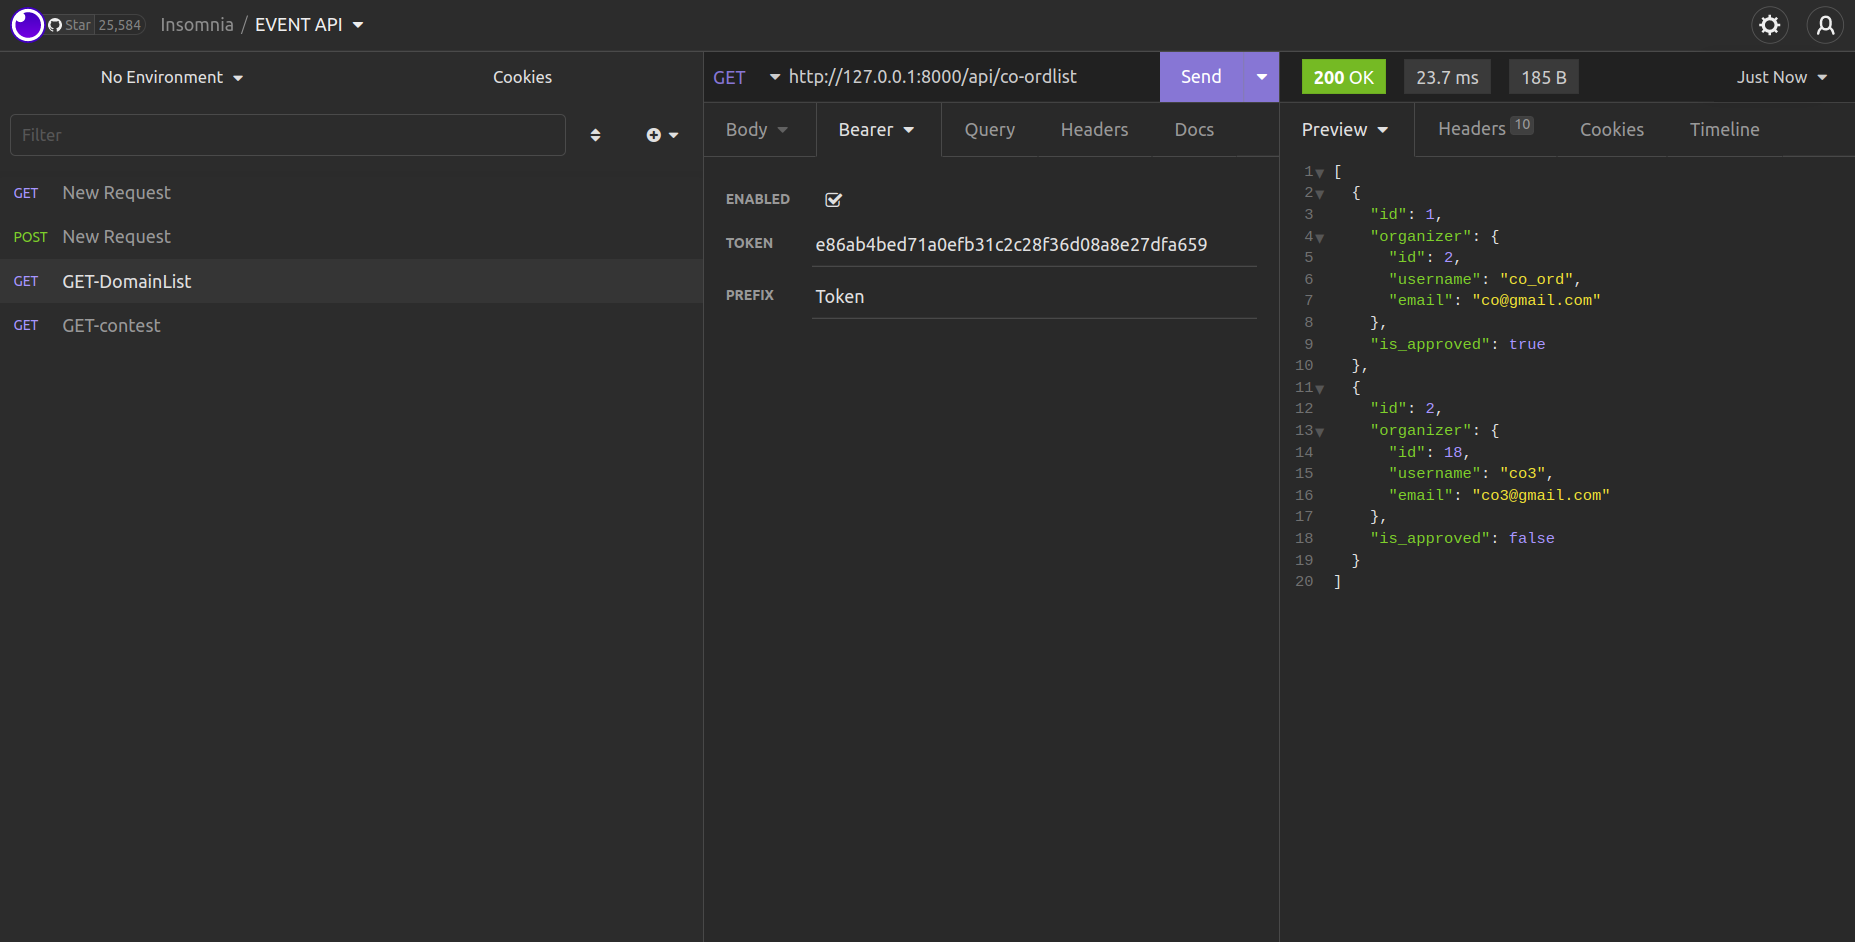 Star 25,584 Insomnia / EVENT API
No Environment Cookies
Filter
GET New Request
POST New Request
GET GET-DomainList
GET GET-contest
GET http://127.0.0.1:8000/api/co-ordlist Send
Body Bearer Query Headers Docs
ENABLED
TOKEN e86ab4bed71a0efb31c2c28f36d08a8e27dfa659
PREFIX Token
200 OK 23.7 ms 185 B Just Now
Preview Headers 10 Cookies Timeline
1 [
2 {
3 "id": 1,
4 "organizer": {
5 "id": 2,
6 "username": "co_ord",
7 "email": "co@gmail.com"
8 },
9 "is_approved": true
10 },
11 {
12 "id": 2,
13 "organizer": {
14 "id": 18,
15 "username": "co3",
16 "email": "co3@gmail.com"
17 },
18 "is_approved": false
19 }
20 ]